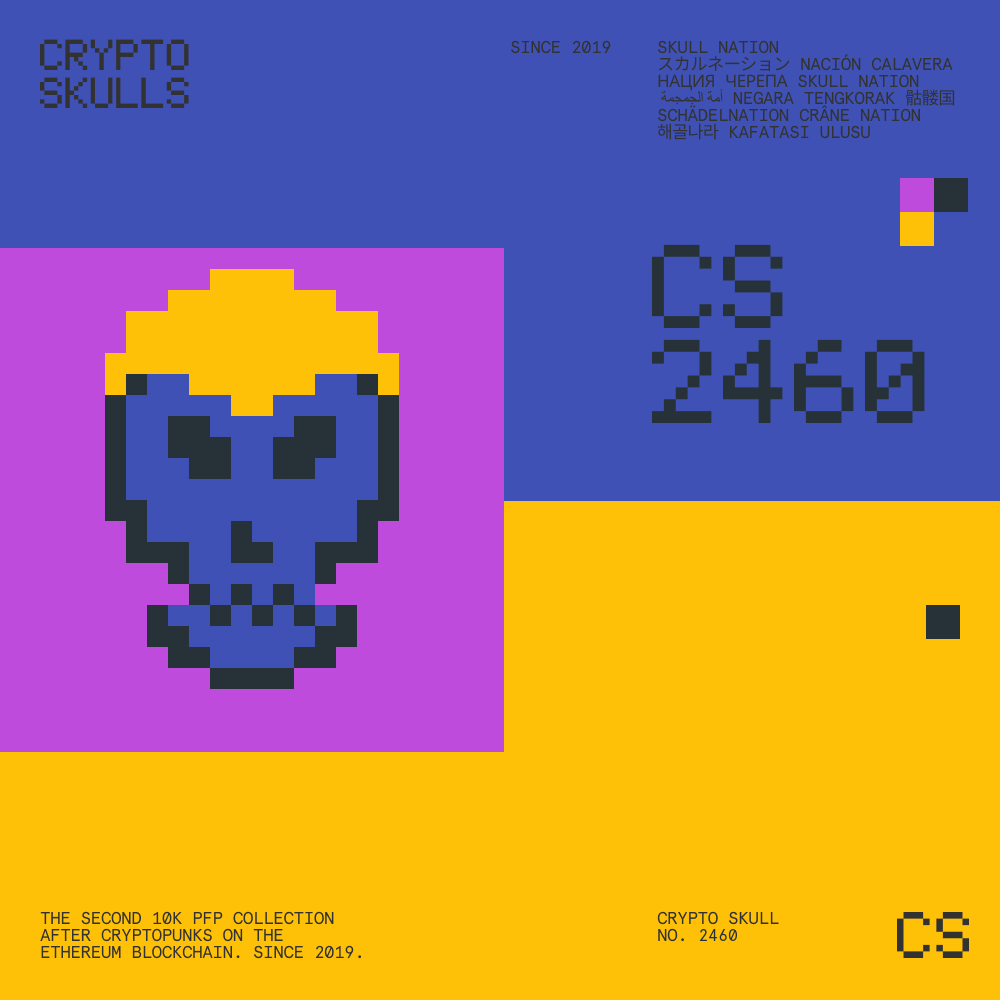 CRYPTO
SKULLS
SINCE 2019
SKULL NATION
スカルネーション NACIÓN CALAVERA
НАЦИЯ ЧЕРЕПА SKULL NATION
أمة الجمجمة NEGARA TENGKORAK 骷髅国
SCHÄDELNATION CRÂNE NATION
해골나라 KAFATASI ULUSU
CS
2460
THE SECOND 10K PFP COLLECTION
AFTER CRYPTOPUNKS ON THE
ETHEREUM BLOCKCHAIN. SINCE 2019.
CRYPTO SKULL
NO. 2460
CS